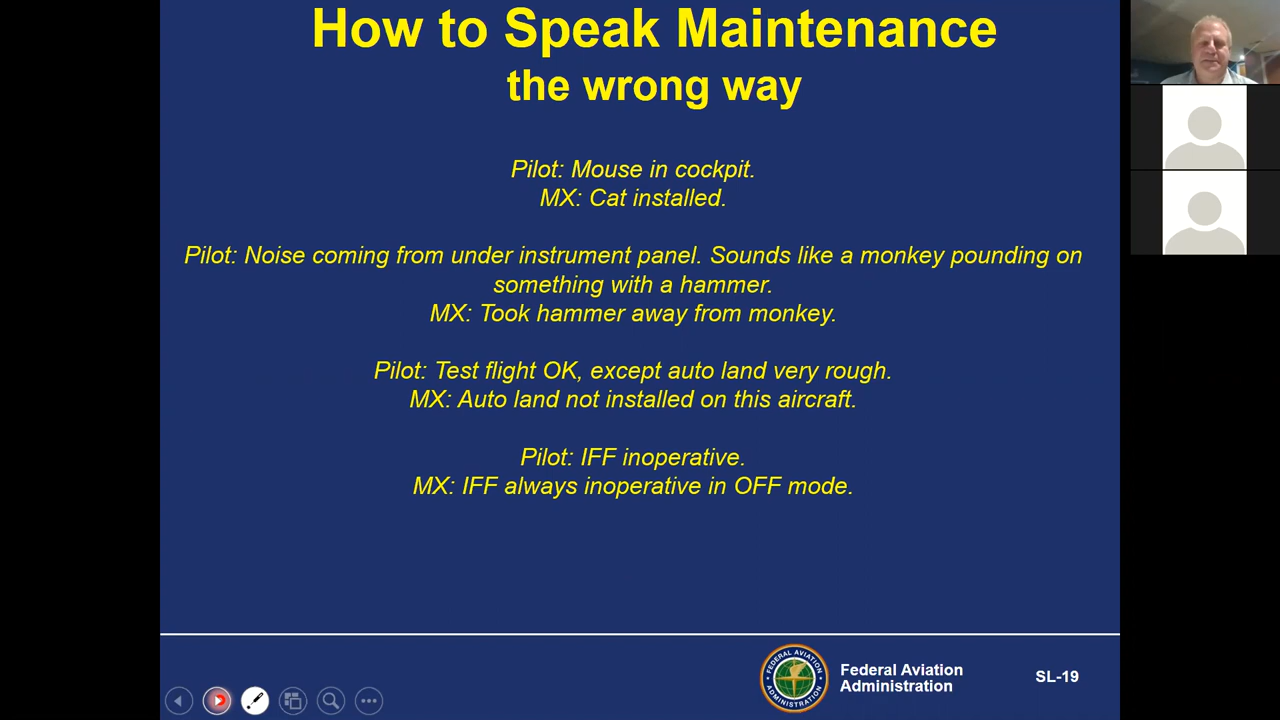 How to Speak Maintenance
the wrong way
Pilot: Mouse in cockpit.
MX: Cat installed.
Pilot: Noise coming from under instrument panel. Sounds like a monkey pounding on
something with a hammer.
MX: Took hammer away from monkey.
Pilot: Test flight OK, except auto land very rough.
MX: Auto land not installed on this aircraft.
Pilot: IFF inoperative.
MX: IFF always inoperative in OFF mode.
FEDERAL AVIATION
ADMINISTRATION
Federal Aviation
Administration
SL-19